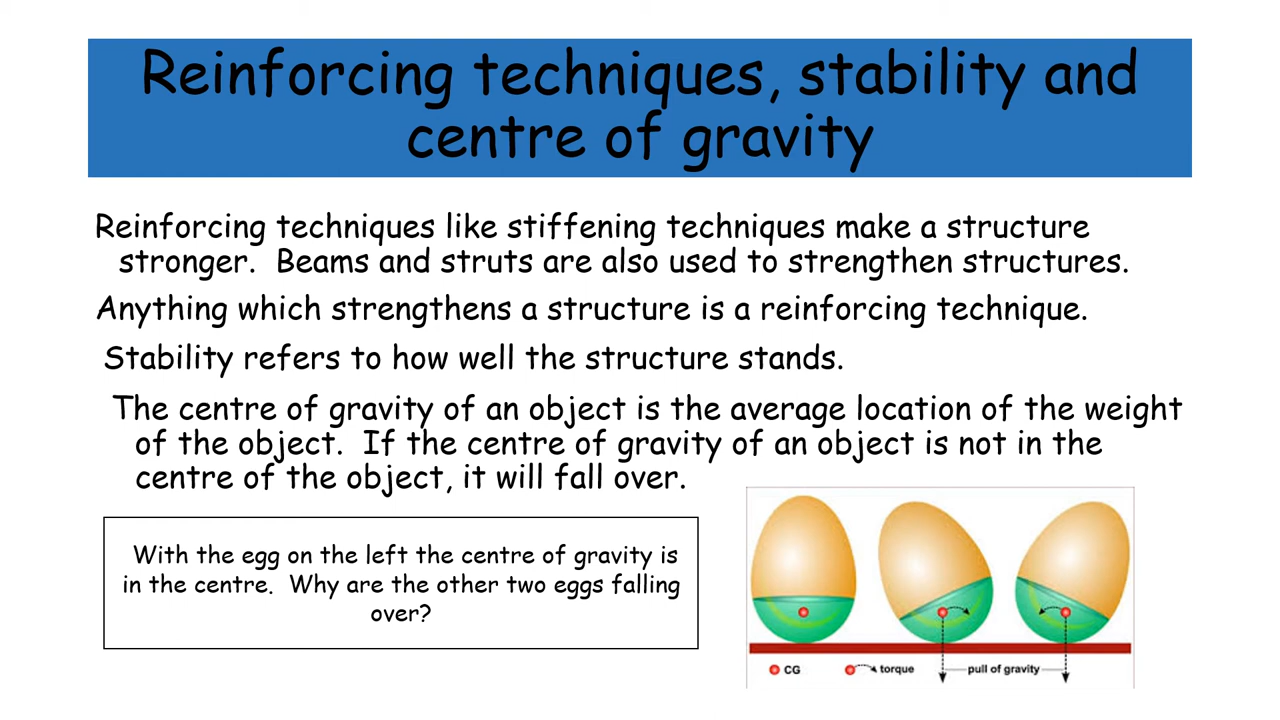 Reinforcing techniques, stability and
centre of gravity
Reinforcing techniques like stiffening techniques make a structure
stronger.  Beams and struts are also used to strengthen structures.
Anything which strengthens a structure is a reinforcing technique.
Stability refers to how well the structure stands.
The centre of gravity of an object is the average location of the weight
of the object.  If the centre of gravity of an object is not in the
centre of the object, it will fall over.
With the egg on the left the centre of gravity is
in the centre.  Why are the other two eggs falling
over?
CG torque pull of gravity